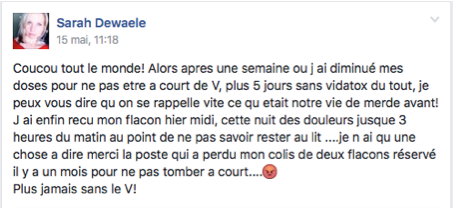 Sarah Dewaele
15 mai, 11:18
Coucou tout le monde! Alors apres une semaine ou j ai diminué mes
doses pour ne pas etre a court de V, plus 5 jours sans vidatox du tout, je
peux vous dire qu on se rappelle vite ce qu etait notre vie de merde avant!
J ai enfin recu mon flacon hier midi, cette nuit des douleurs jusque 3
heures du matin au point de ne pas savoir rester au lit ....je n ai qu une
chose a dire merci la poste qui a perdu mon colis de deux flacons réservé
il y a un mois pour ne pas tomber a court....😡
Plus jamais sans le V!